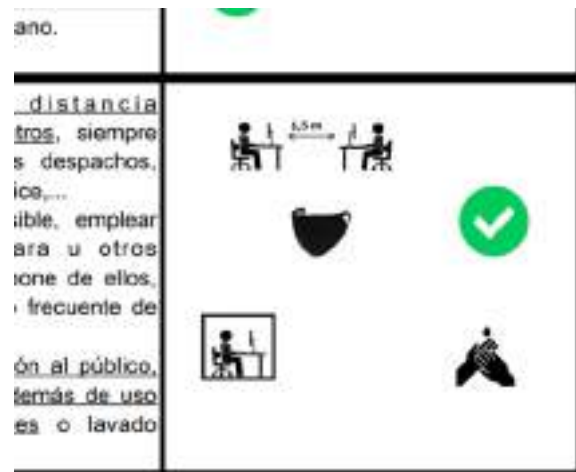 ano.
distancia
tros, siempre
s despachos,
ice,...
sible, emplear
ara u otros
one de ellos,
frecuente de
ón al público,
demás de uso
es o lavado
1,5 m